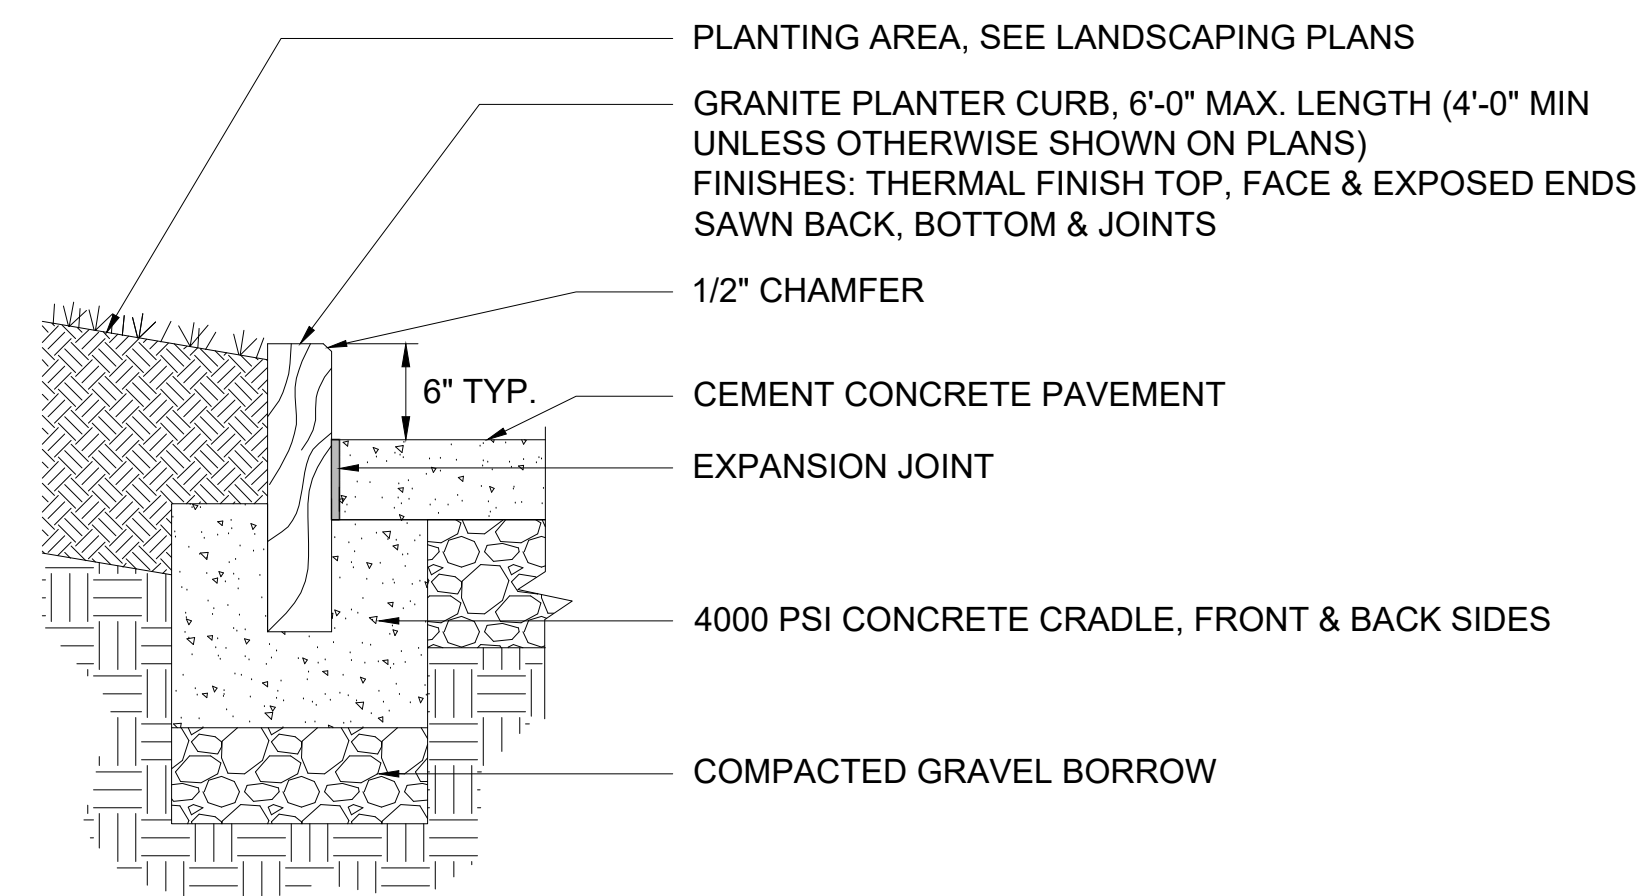 PLANTING AREA, SEE LANDSCAPING PLANS
GRANITE PLANTER CURB, 6'-0" MAX. LENGTH (4'-0" MIN
UNLESS OTHERWISE SHOWN ON PLANS)
FINISHES: THERMAL FINISH TOP, FACE & EXPOSED ENDS
SAWN BACK, BOTTOM & JOINTS
1/2" CHAMFER
6" TYP.
CEMENT CONCRETE PAVEMENT
EXPANSION JOINT
4000 PSI CONCRETE CRADLE, FRONT & BACK SIDES
COMPACTED GRAVEL BORROW